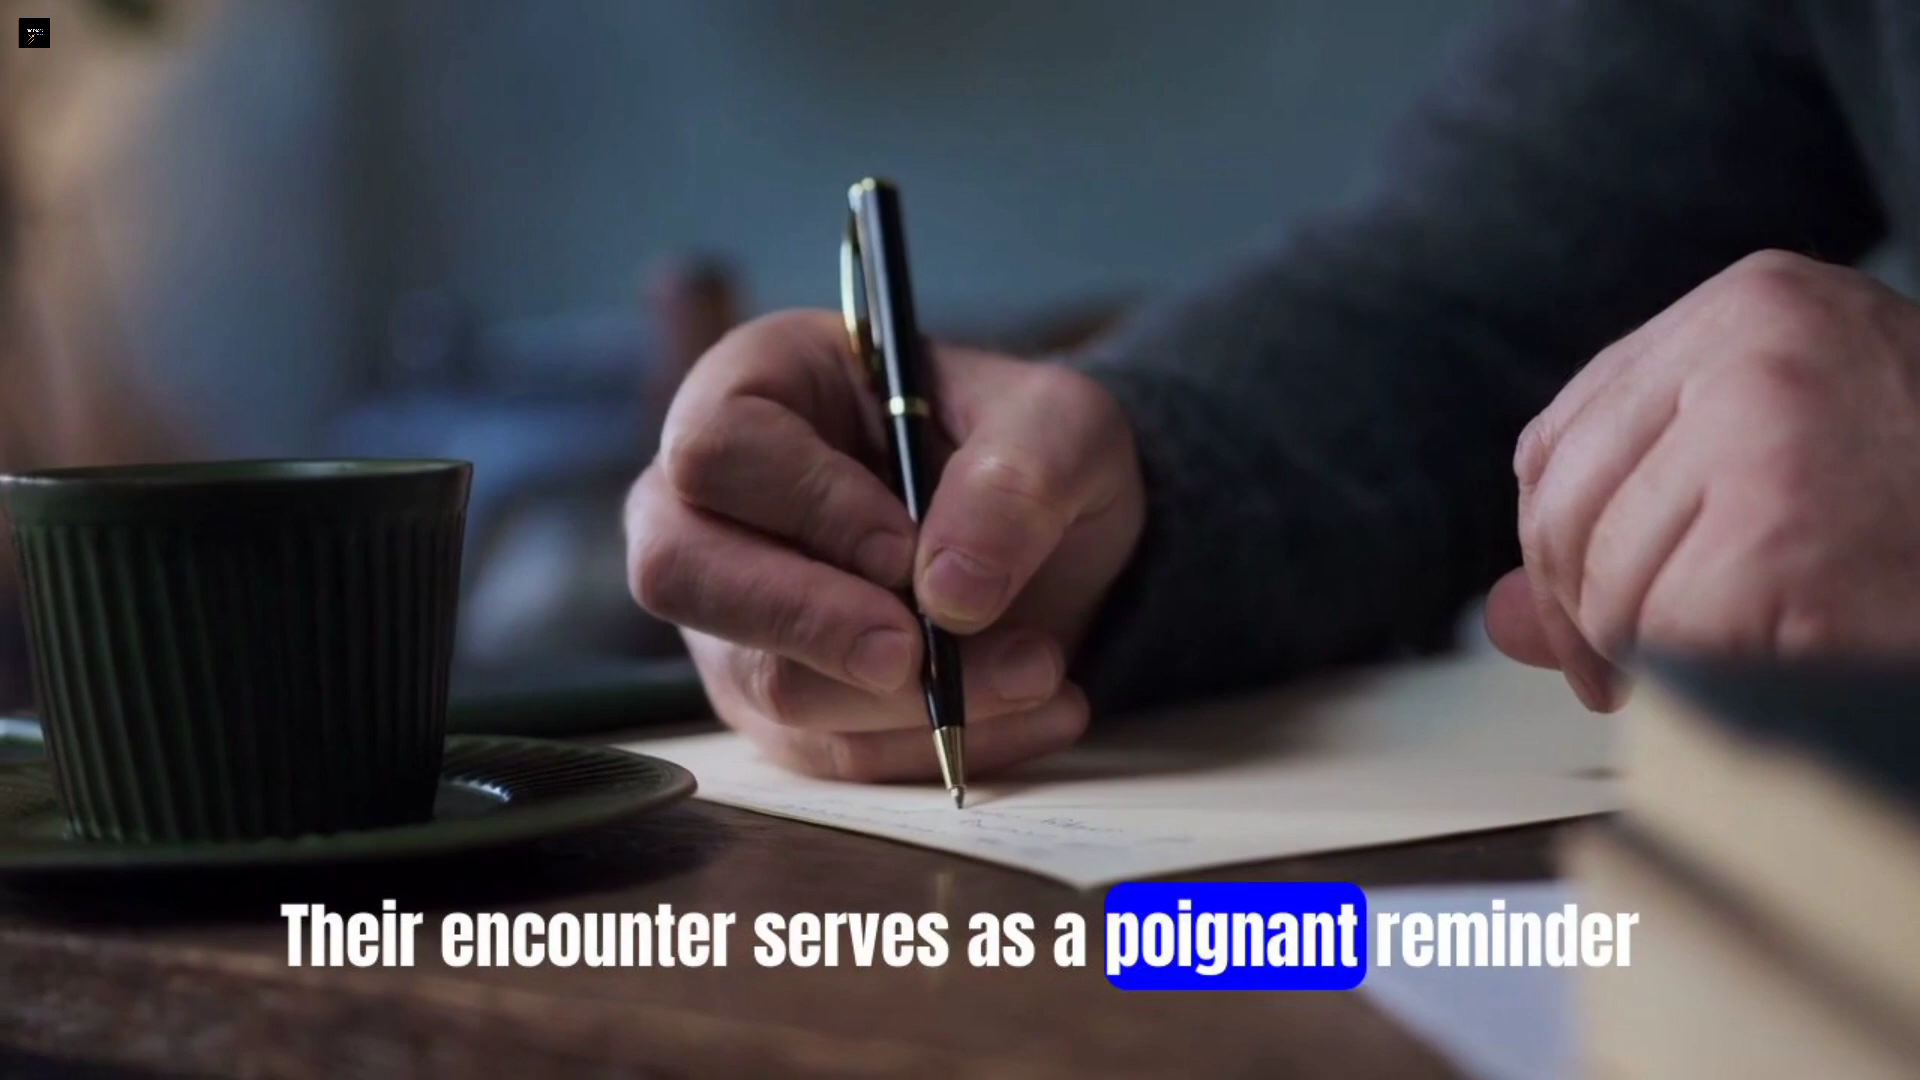 Their encounter serves as a poignant reminder